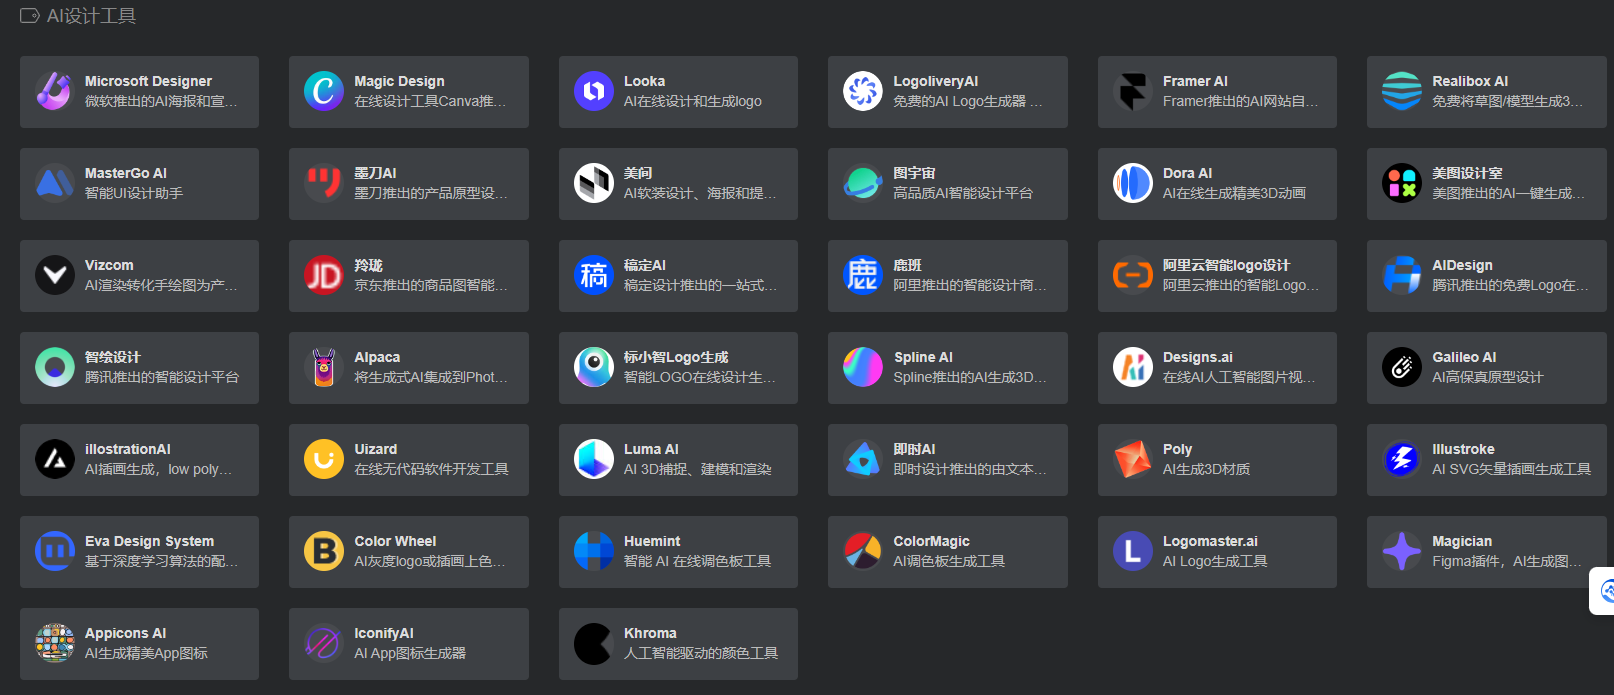 AI设计工具
Microsoft Designer
微软推出的AI海报和宣...
Magic Design
在线设计工具Canva推...
Looka
AI在线设计和生成logo
LogoliveryAI
免费的AI Logo生成器 ...
Framer AI
Framer推出的AI网站自...
Realibox AI
免费将草图/模型生成3...
MasterGo AI
智能UI设计助手
墨刀AI
墨刀推出的产品原型设...
美间
AI软装设计、海报和提...
图宇宙
高品质AI智能设计平台
Dora AI
AI在线生成精美3D动画
美图设计室
美图推出的AI一键生成...
Vizcom
AI渲染转化手绘图为产...
JD
羚珑
京东推出的商品图智能...
稿
稿定AI
稿定设计推出的一站式...
鹿
鹿班
阿里推出的智能设计商...
阿里云智能logo设计
阿里云推出的智能Logo...
AIDesign
腾讯推出的免费Logo在...
智绘设计
腾讯推出的智能设计平台
Alpaca
将生成式AI集成到Phot...
标小智Logo生成
智能LOGO在线设计生...
Spline AI
Spline推出的AI生成3D...
Designs.ai
在线AI人工智能图片视...
Galileo AI
AI高保真原型设计
illostrationAI
AI插画生成，low poly...
Uizard
在线无代码软件开发工具
Luma AI
AI 3D捕捉、建模和渲染
即时AI
即时设计推出的由文本...
Poly
AI生成3D材质
Illustroke
AI SVG矢量插画生成工具
Eva Design System
基于深度学习算法的配...
B
Color Wheel
AI灰度logo或插画上色...
Huemint
智能 AI 在线调色板工具
ColorMagic
AI调色板生成工具
L
Logomaster.ai
AI Logo生成工具
Magician
Figma插件，AI生成图...
Appicons AI
AI生成精美App图标
IconifyAI
AI App图标生成器
Khroma
人工智能驱动的颜色工具